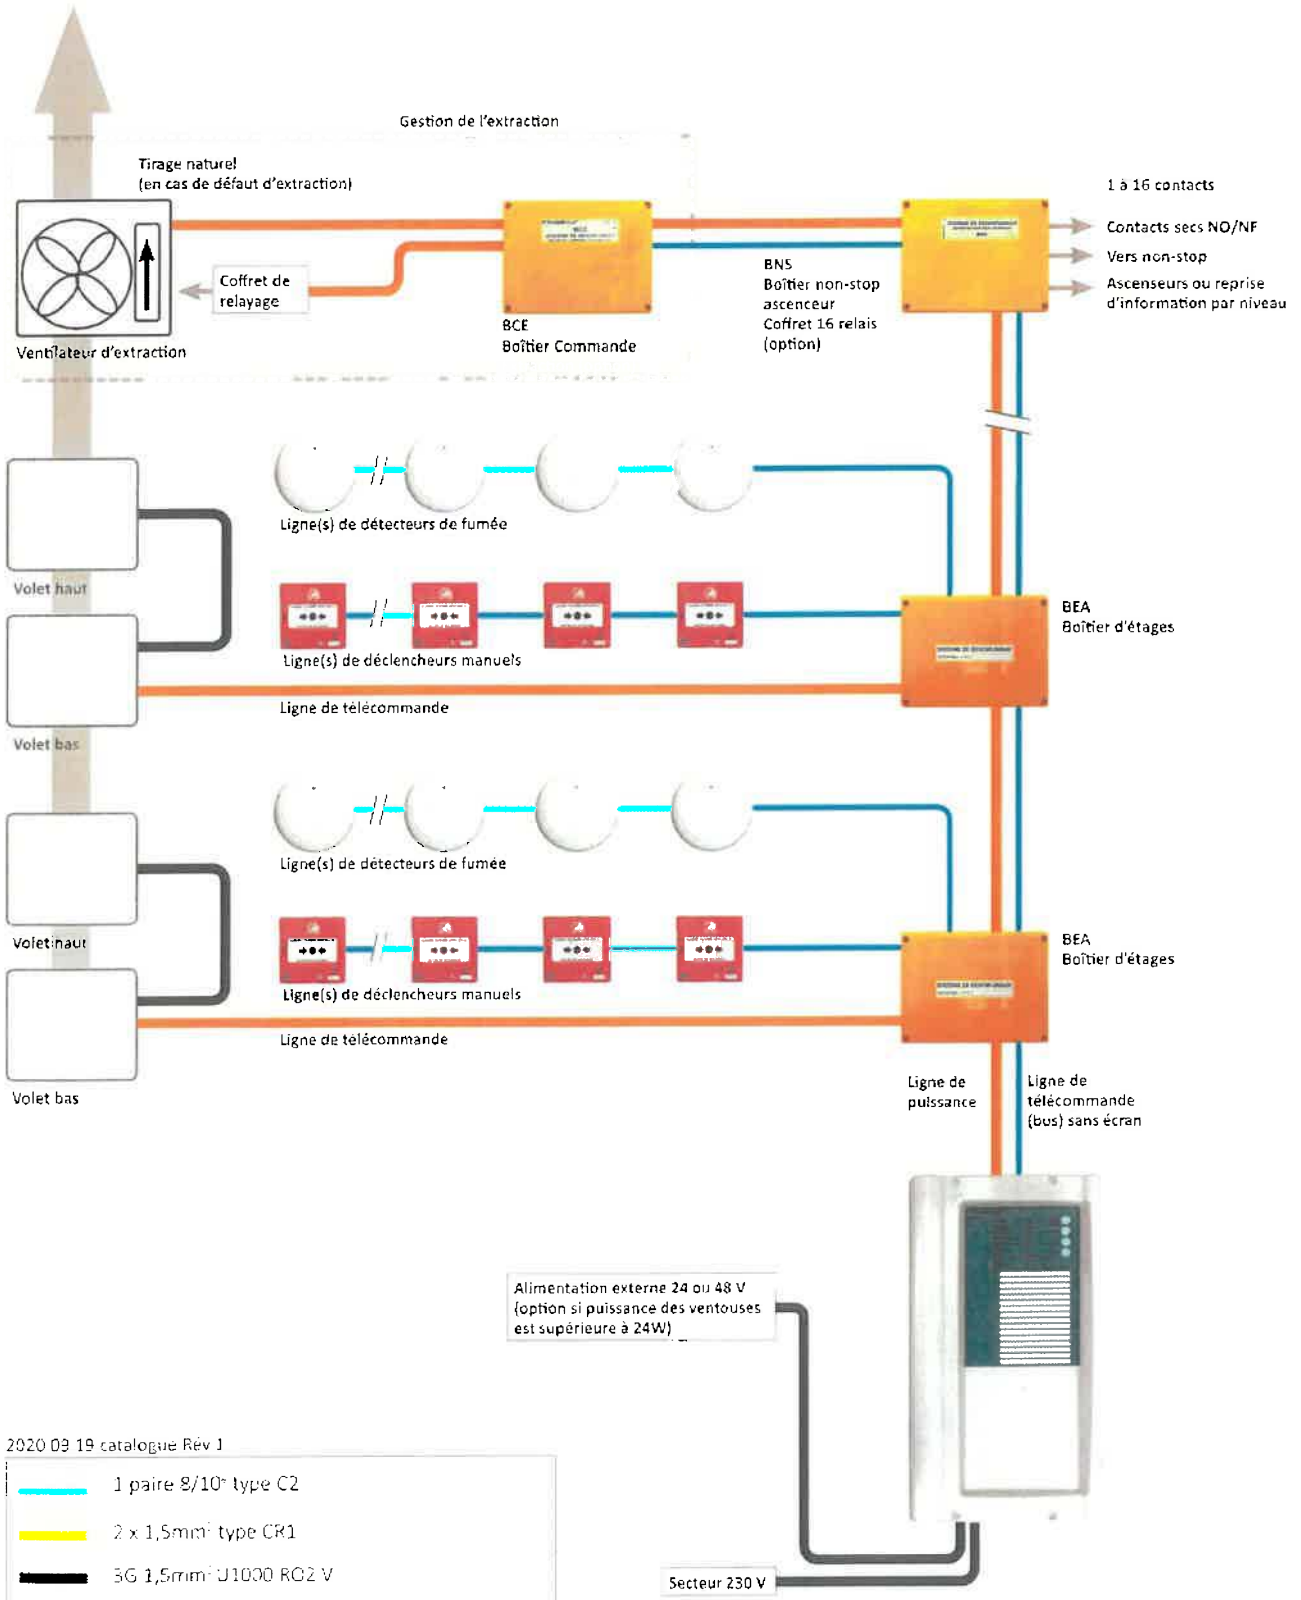 Gestion de l'extraction
Tirage naturel
(en cas de défaut d'extraction)
1 à 16 contacts
Contacts secs NO/NF
Vers non-stop
Ascenseurs ou reprise
d'information par niveau
Coffret de
relayage
BNS
Boîtier non-stop
ascenceur
Coffret 16 relais
(option)
BCE
Boîtier Commande
Ventilateur d'extraction
Ligne(s) de détecteurs de fumée
Volet haut
BEA
Boîtier d'étages
Ligne(s) de déclencheurs manuels
Ligne de télécommande
Volet bas
Ligne(s) de détecteurs de fumée
Volet haut
BEA
Boîtier d'étages
Ligne(s) de déclencheurs manuels
Ligne de télécommande
Volet bas
Ligne de
puissance
Ligne de
télécommande
(bus) sans écran
Alimentation externe 24 ou 48 V
(option si puissance des ventouses
est supérieure à 24W)
2020 09 19 catalogue Rév 1
1 paire 8/10e type C2
2 x 1,5mm² type CR1
3G 1,5mm² U1000 RO2 V
Secteur 230 V